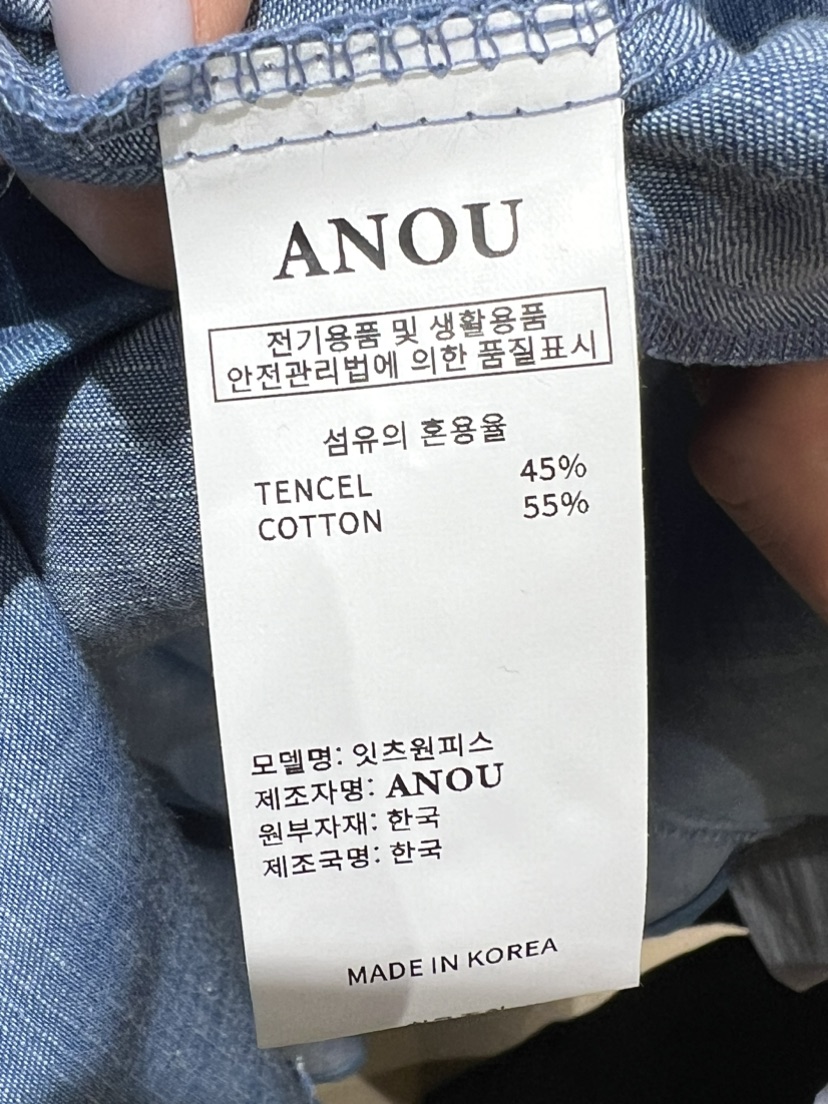 ANOU
전기용품 및 생활용품
안전관리법에 의한 품질표시
섬유의 혼용율
TENCEL 45%
COTTON 55%
모델명: 잇츠원피스
제조자명: ANOU
원부자재: 한국
제조국명: 한국
MADE IN KOREA